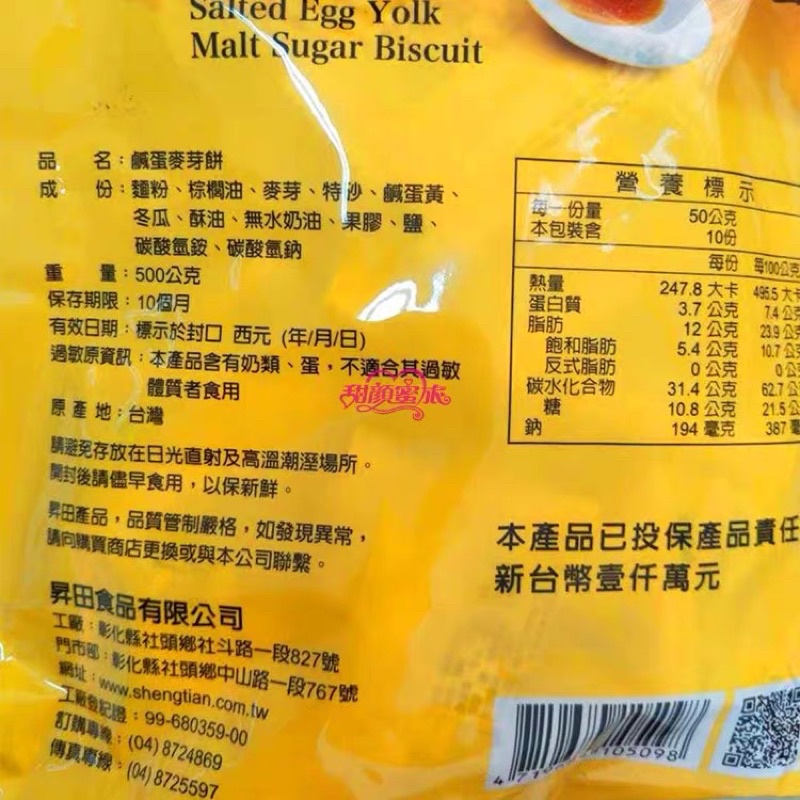 Salted Egg Yolk
Malt Sugar Biscuit
品 名：鹹蛋麥芽餅
成 份：麵粉、棕櫚油、麥芽、特砂、鹹蛋黃、
冬瓜、酥油、無水奶油、果膠、鹽、
碳酸氫銨、碳酸氫鈉
重 量：500公克
保存期限：10個月
有效日期：標示於封口 西元 (年/月/日)
過敏原資訊：本產品含有奶類、蛋，不適合其過敏
體質者食用
原產地：台灣
請避免存放在日光直射及高溫潮溼場所。
開封後請儘早食用，以保新鮮。
昇田產品，品質管制嚴格，如發現異常，
請向購買商店更換或與本公司聯繫。
昇田食品有限公司
工廠：彰化縣社頭鄉社斗路一段827號
門市部：彰化縣社頭鄉中山路一段767號
網址：www.shengtian.com.tw
工廠登記證：99-680359-00
訂購專線：(04) 8724869
傳真專線：(04) 8725597
甜顏蜜旅
營養標示
每一份量 50公克
本包裝含 10份
每份 每100公克
熱量 247.8 大卡 495.5 大卡
蛋白質 3.7 公克 7.4 公克
脂肪 12 公克 23.9 公克
飽和脂肪 5.4 公克 10.7 公克
反式脂肪 0 公克 0 公克
碳水化合物 31.4 公克 62.7 公克
糖 10.8 公克 21.5 公克
鈉 194 毫克 387 毫克
本產品已投保產品責任
新台幣壹仟萬元
105098